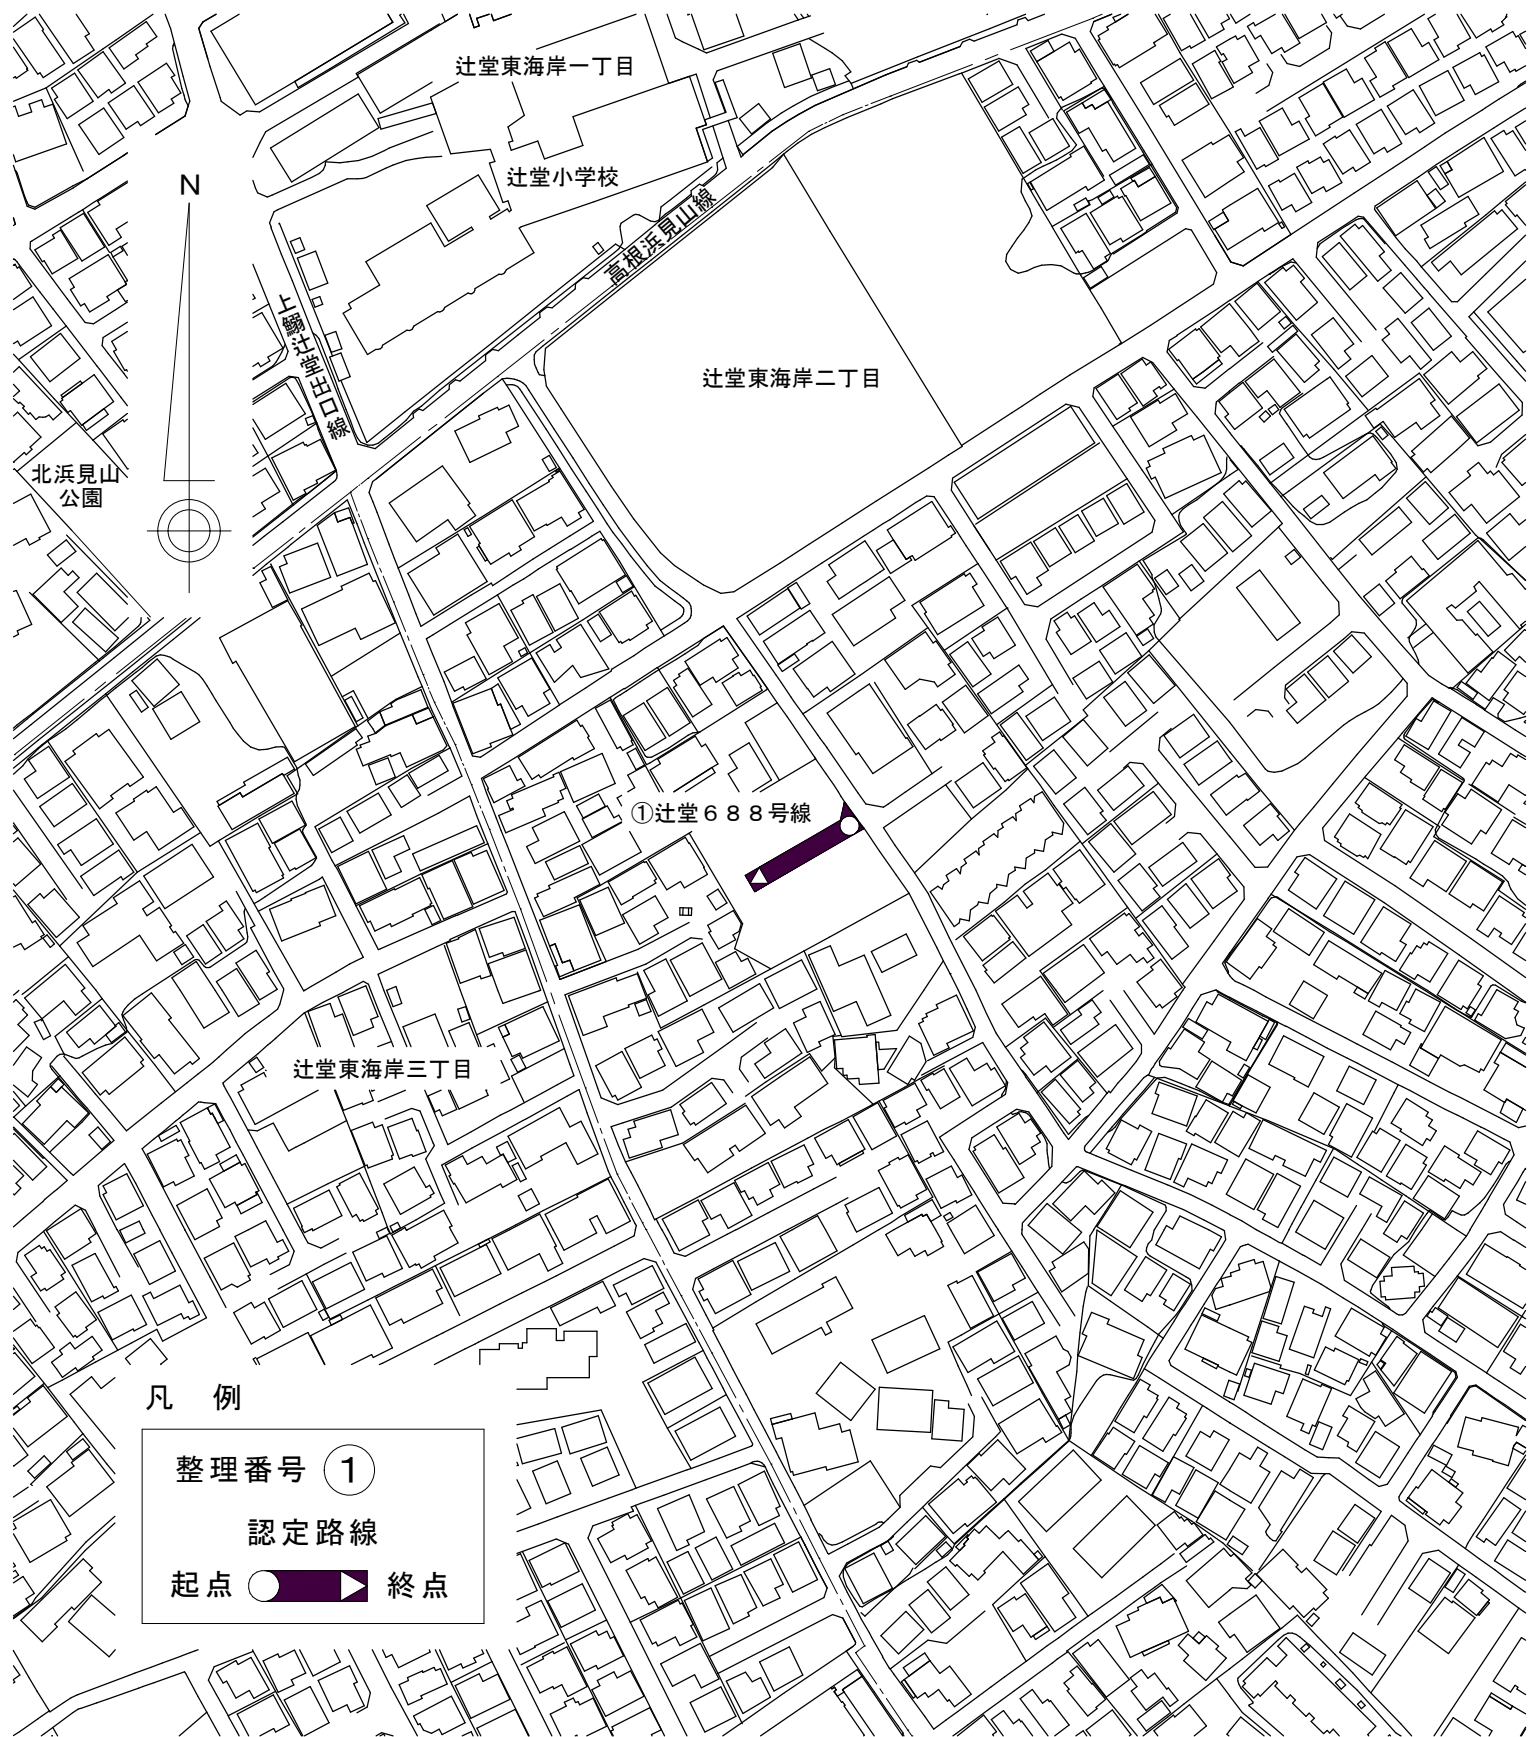 辻堂東海岸一丁目
辻堂小学校
N
高根浜見山線
上鰯辻堂出口線
辻堂東海岸二丁目
北浜見山
公園
①辻堂６８８号線
辻堂東海岸三丁目
凡 例
整理番号 ①
認定路線
起点 終点